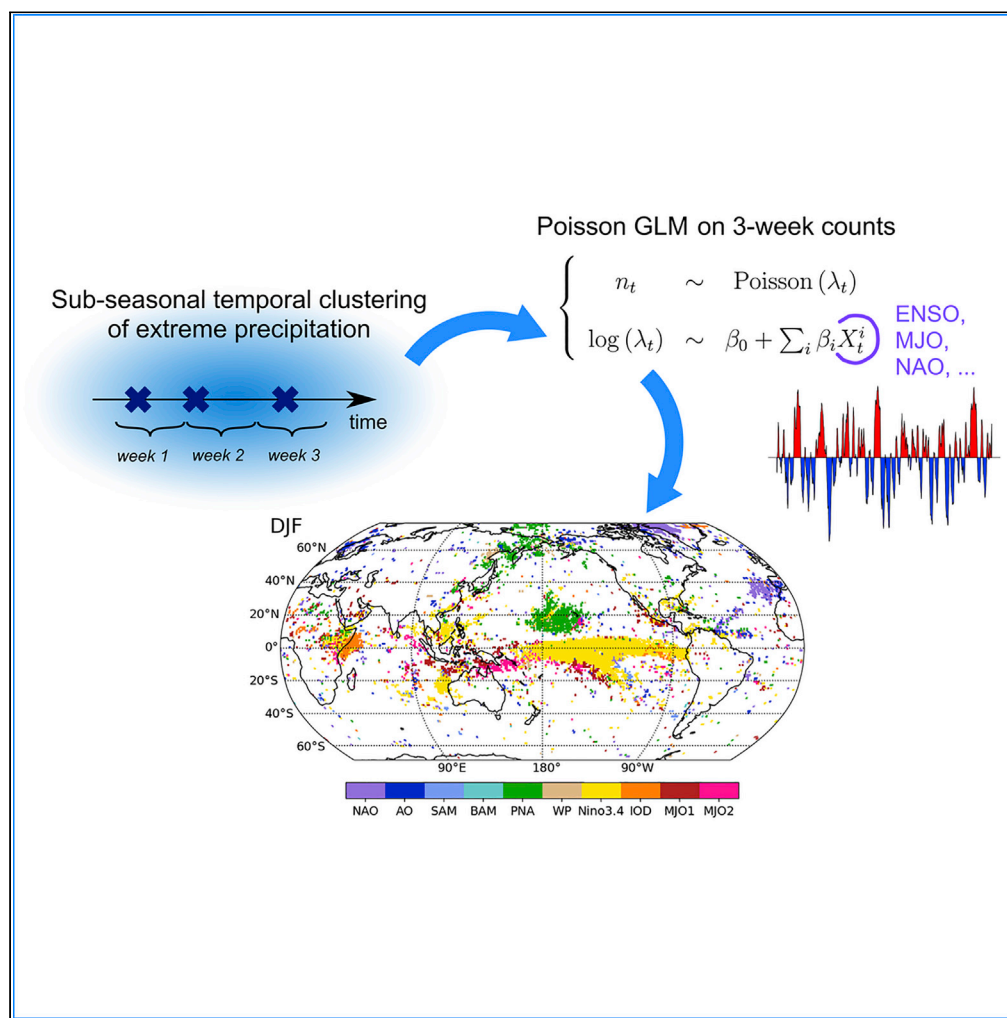 Poisson GLM on 3-week counts
n_t ~ Poisson (λ_t)
log (λ_t) ~ β_0 + ∑_i β_i X_t^i
ENSO,
MJO,
NAO, ...
Sub-seasonal temporal clustering
of extreme precipitation
time
week 1 week 2 week 3
DJF
60°N
40°N
20°N
0°
20°S
40°S
60°S
90°E 180° 90°W
NAO AO SAM BAM PNA WP Nino3.4 IOD MJO1 MJO2